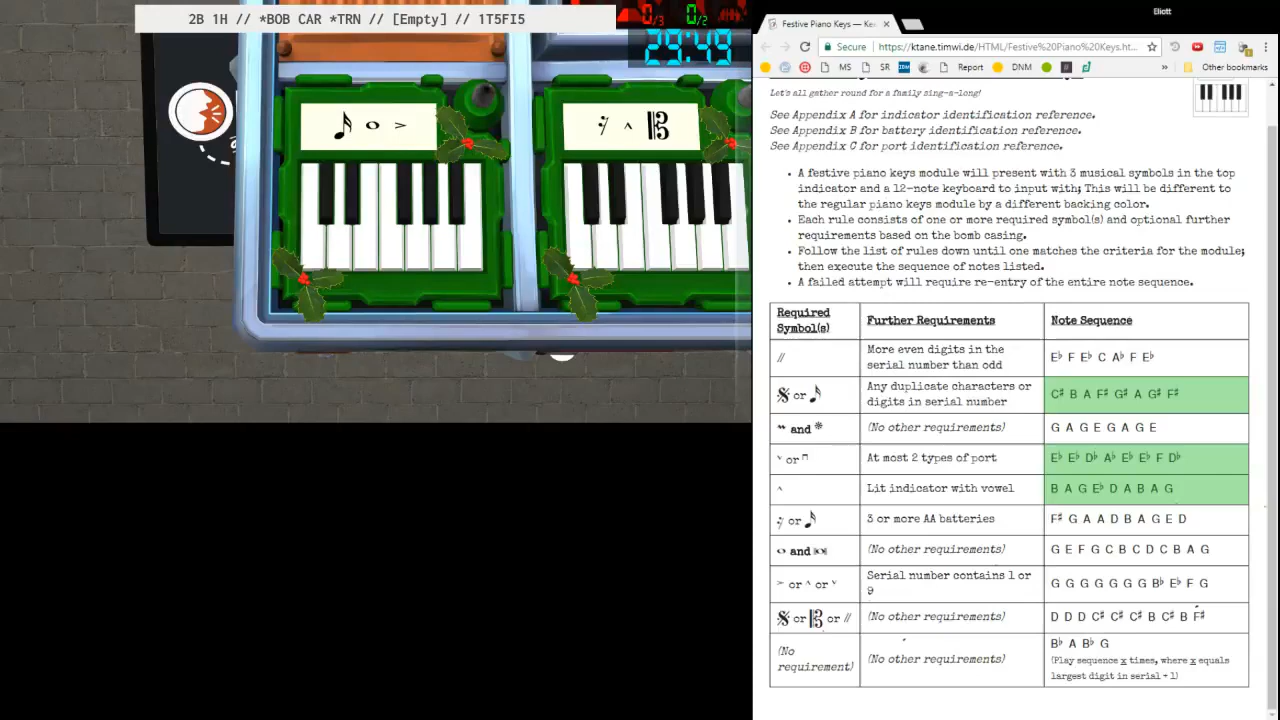 2B 1H // *BOB CAR *TRN // [Empty] // 1T5FI5
0/3
0/2
29:49
Eliott
Festive Piano Keys — Ke
Secure
https://ktane.timwi.de/HTML/Festive%20Piano%20Keys.ht...
MS
SR
Report
DNM
»
Other bookmarks
Let's all gather round for a family sing-a-long!
See Appendix A for indicator identification reference.
See Appendix B for battery identification reference.
See Appendix C for port identification reference.
• A festive piano keys module will present with 3 musical symbols in the top
indicator and a 12-note keyboard to input with; This will be different to
the regular piano keys module by a different backing color.
• Each rule consists of one or more required symbol(s) and optional further
requirements based on the bomb casing.
• Follow the list of rules down until one matches the criteria for the module;
then execute the sequence of notes listed.
• A failed attempt will require re-entry of the entire note sequence.
Required
Symbol(s)
Further Requirements
Note Sequence
//
More even digits in the
serial number than odd
E♭ F E♭ C A♭ F E♭
or
Any duplicate characters or
digits in serial number
C♯ B A F♯ G♯ A G♯ F♯
and
(No other requirements)
G A G E G A G E
or
At most 2 types of port
E♭ E♭ D♭ A♭ E♭ E♭ F D♭
Lit indicator with vowel
B A G E♭ D A B A G
or
3 or more AA batteries
F♯ G A A D B A G E D
and
(No other requirements)
G E F G C B C D C B A G
or or
Serial number contains 1 or
9
G G G G G G G B♭ E♭ F G
or or //
(No other requirements)
D D D C♯ C♯ C♯ B C♯ B F♯
(No
requirement)
(No other requirements)
B♭ A B♭ G
(Play sequence x times, where x equals
largest digit in serial + 1)